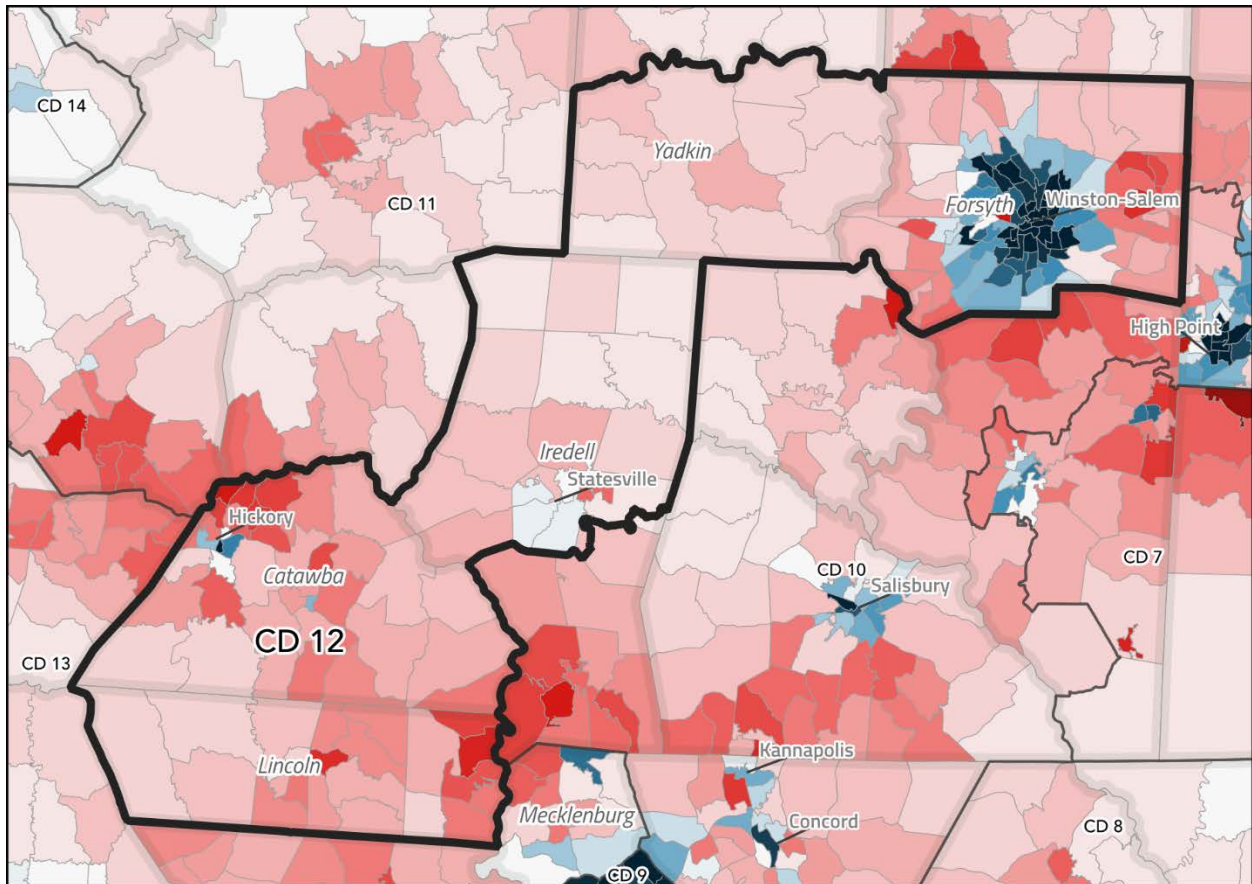 CD 14
Yadkin
CD 11
Forsyth
Winston-Salem
High Point
Iredell
Statesville
Hickory
Catawba
CD 10
Salisbury
CD 7
CD 12
CD 13
Lincoln
Kannapolis
Mecklenburg
Concord
CD 8
CD 9